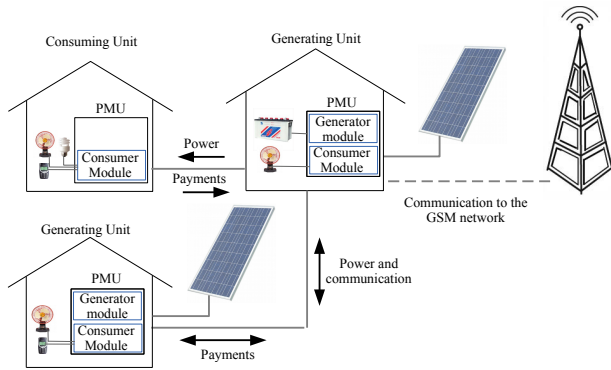 Consuming Unit
Generating Unit
PMU
PMU
Generator
module
Consumer
Module
Power
Consumer
Module
Payments
Communication to the
GSM network
Generating Unit
PMU
Power and
communication
Generator
module
Consumer
Module
Payments